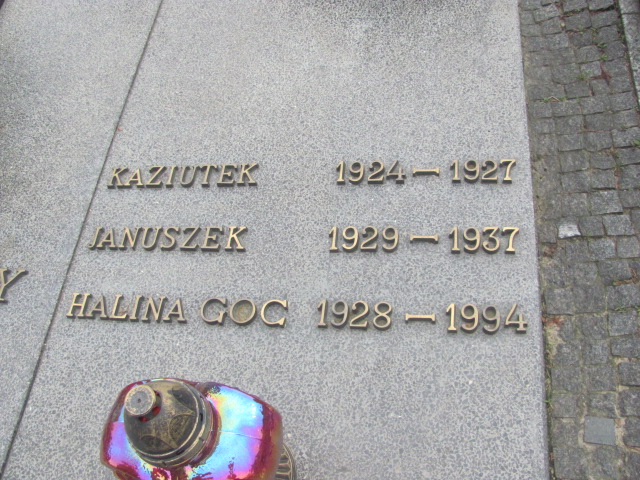 KAZIUTEK 1924 – 1927
JANUSZEK 1929 – 1937
HALINA GOC 1928 – 1994